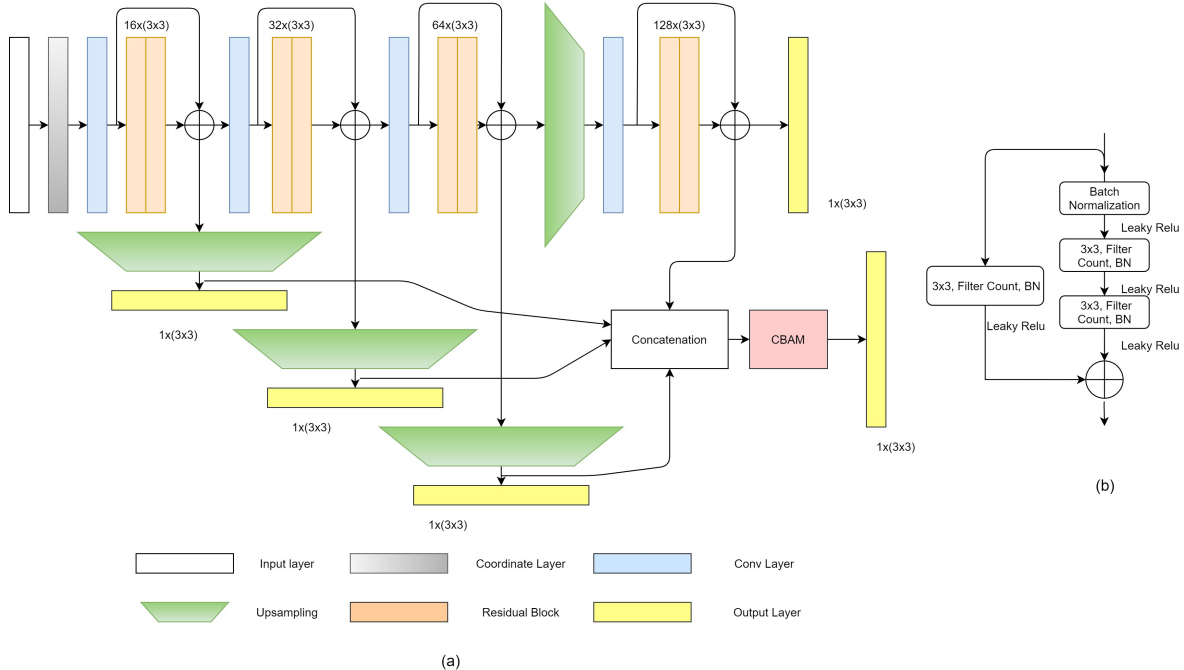 16x(3x3)
32x(3x3)
64x(3x3)
128x(3x3)
1x(3x3)
1x(3x3)
1x(3x3)
1x(3x3)
1x(3x3)
Concatenation
CBAM
Input layer
Coordinate Layer
Conv Layer
Upsampling
Residual Block
Output Layer
(a)
Batch
Normalization
Leaky Relu
3x3, Filter
Count, BN
Leaky Relu
3x3, Filter
Count, BN
Leaky Relu
3x3, Filter Count, BN
Leaky Relu
(b)